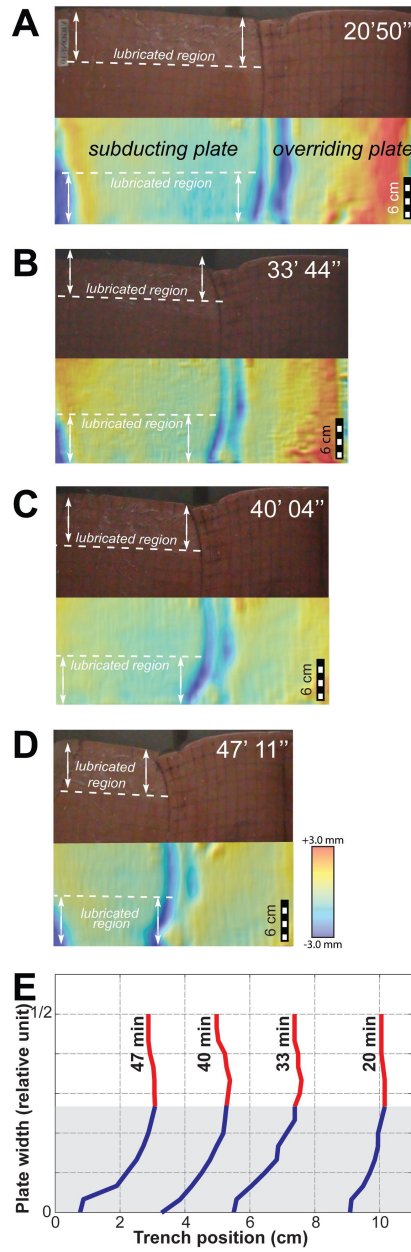 A
20'50''
lubricated region
subducting plate
overriding plate
lubricated region
6 cm
B
33' 44''
lubricated region
lubricated region
6 cm
C
40' 04''
lubricated region
lubricated region
6 cm
D
47' 11''
lubricated
region
+3.0 mm
-3.0 mm
lubricated
region
6 cm
E
Plate width (relative unit)
1/2
0
47 min
40 min
33 min
20 min
0 2 4 6 8 10
Trench position (cm)